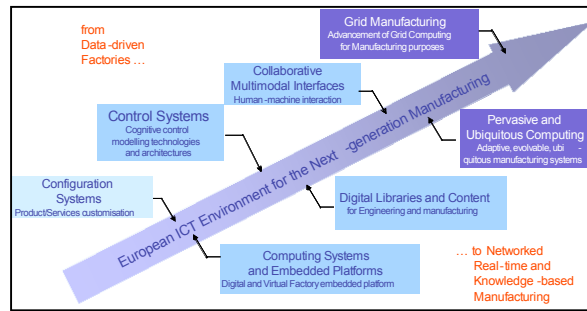 from
Data-driven
Factories …
Grid Manufacturing
Advancement of Grid Computing
for Manufacturing purposes
Collaborative
Multimodal Interfaces
Human-machine interaction
Control Systems
Cognitive control
modelling technologies
and architectures
Pervasive and
Ubiquitous Computing
Adaptive, evolvable, ubi -
quitous manufacturing systems
Configuration
Systems
Product/Services customisation
European ICT Environment for the Next -generation Manufacturing
Digital Libraries and Content
for Engineering and manufacturing
Computing Systems
and Embedded Platforms
Digital and Virtual Factory embedded platform
… to Networked
Real-time and
Knowledge -based
Manufacturing